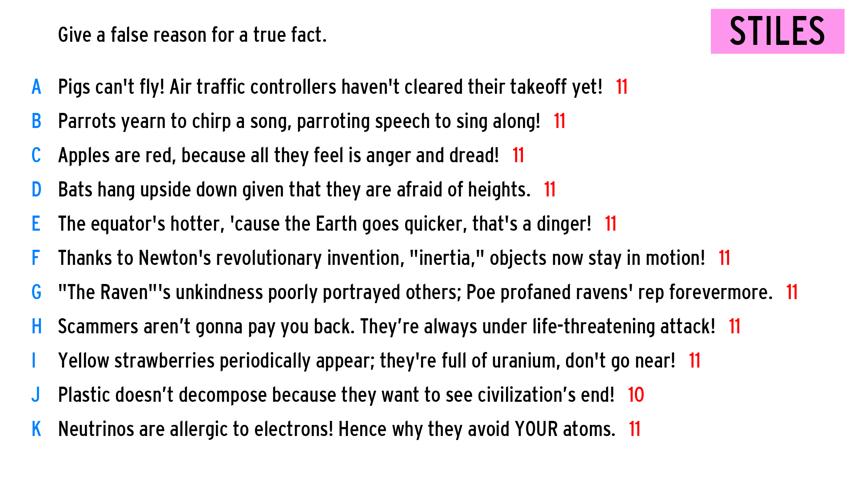 Give a false reason for a true fact.
STILES
A Pigs can't fly! Air traffic controllers haven't cleared their takeoff yet! 11
B Parrots yearn to chirp a song, parroting speech to sing along! 11
C Apples are red, because all they feel is anger and dread! 11
D Bats hang upside down given that they are afraid of heights. 11
E The equator's hotter, 'cause the Earth goes quicker, that's a dinger! 11
F Thanks to Newton's revolutionary invention, "inertia," objects now stay in motion! 11
G "The Raven"'s unkindness poorly portrayed others; Poe profaned ravens' rep forevermore. 11
H Scammers aren’t gonna pay you back. They’re always under life-threatening attack! 11
I Yellow strawberries periodically appear; they're full of uranium, don't go near! 11
J Plastic doesn’t decompose because they want to see civilization’s end! 10
K Neutrinos are allergic to electrons! Hence why they avoid YOUR atoms. 11